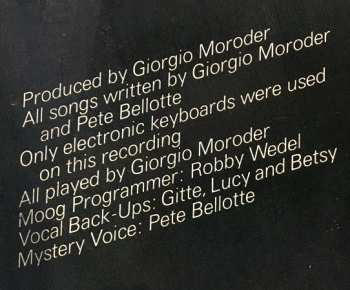 Produced by Giorgio Moroder
All songs written by Giorgio Moroder
and Pete Bellotte
Only electronic keyboards were used
on this recording
All played by Giorgio Moroder
Moog Programmer: Robby Wedel
Vocal Back-Ups: Gitte, Lucy and Betsy
Mystery Voice: Pete Bellotte